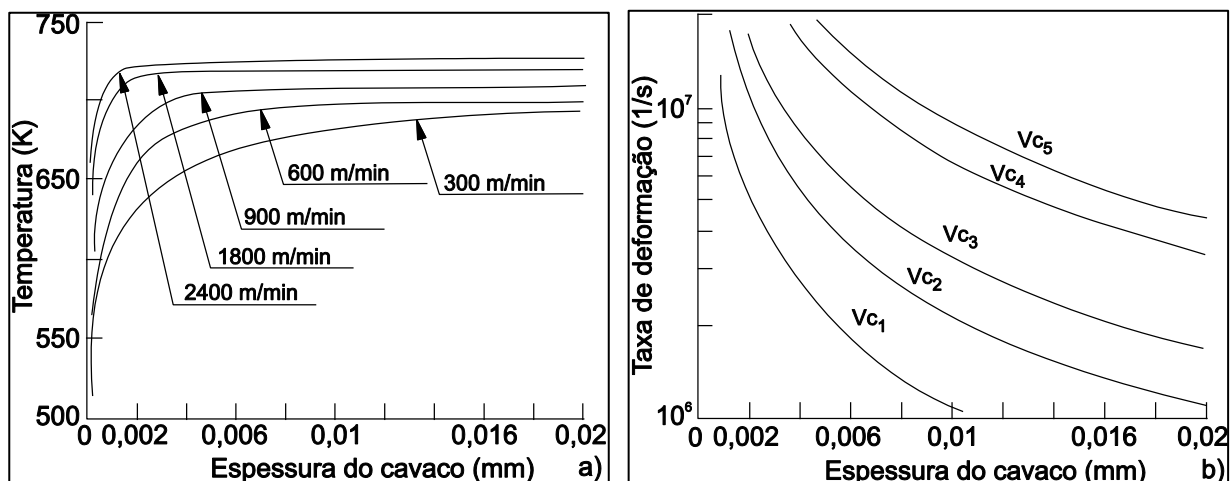 750
650
550
500
Temperatura (K)
600 m/min
300 m/min
900 m/min
1800 m/min
2400 m/min
0 0,002 0,006 0,01 0,016 0,02
Espessura do cavaco (mm) a)
Taxa de deformação (1/s)
10⁷
10⁶
Vc₅
Vc₄
Vc₃
Vc₂
Vc₁
0 0,002 0,006 0,01 0,016 0,02
Espessura do cavaco (mm) b)